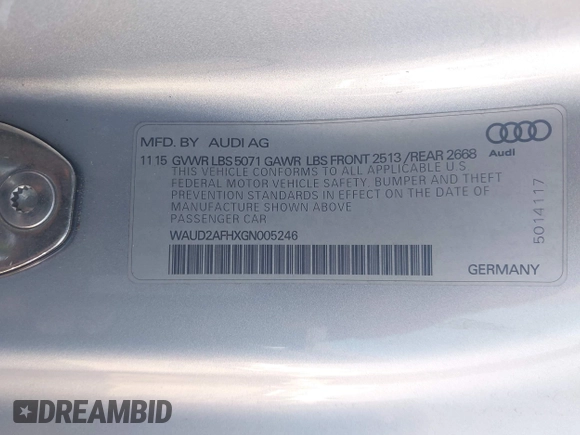 MFD. BY AUDI AG
11 15 GVWR LBS 5071 GAWR LBS FRONT 2513 /REAR 2668
THIS VEHICLE CONFORMS TO ALL APPLICABLE U.S
FEDERAL MOTOR VEHICLE SAFETY, BUMPER AND THEFT
PREVENTION STANDARDS IN EFFECT ON THE DATE OF
MANUFACTURE SHOWN ABOVE
PASSENGER CAR
WAUD2AFHXGN005246
GERMANY
Audi
5014117
DREAMBID